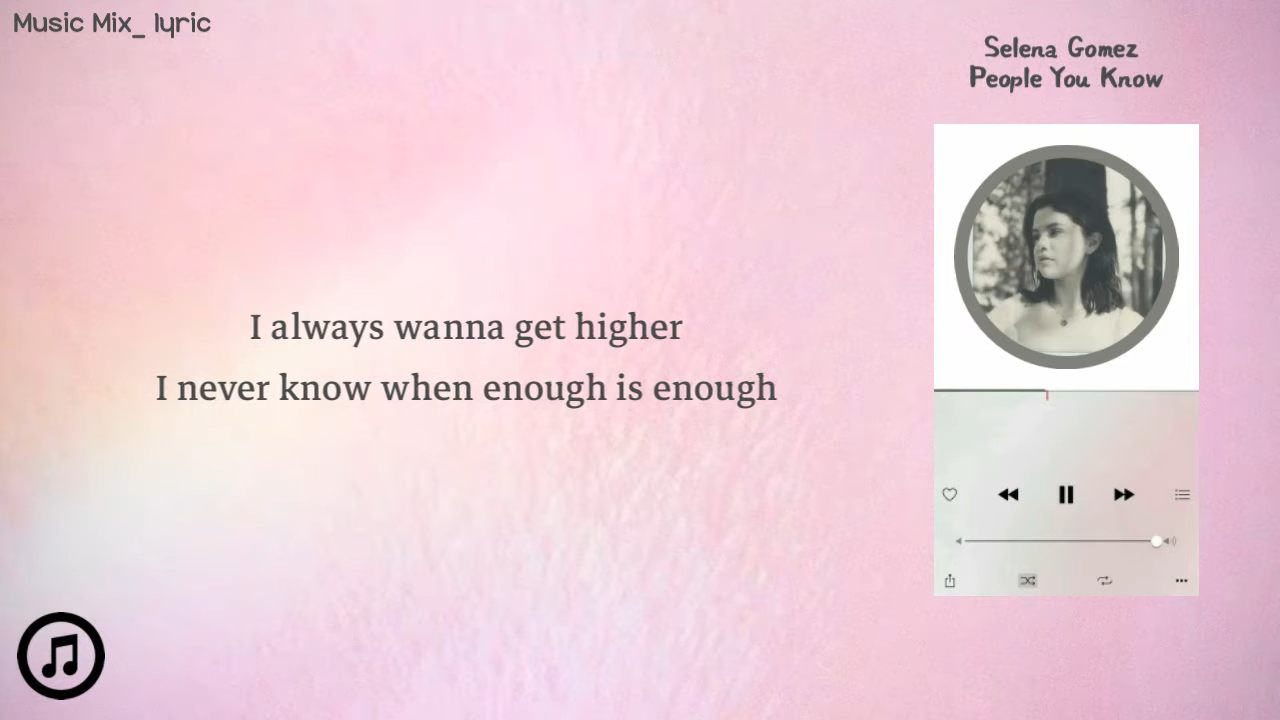 Music Mix_ lyric
Selena Gomez
People You Know
I always wanna get higher
I never know when enough is enough